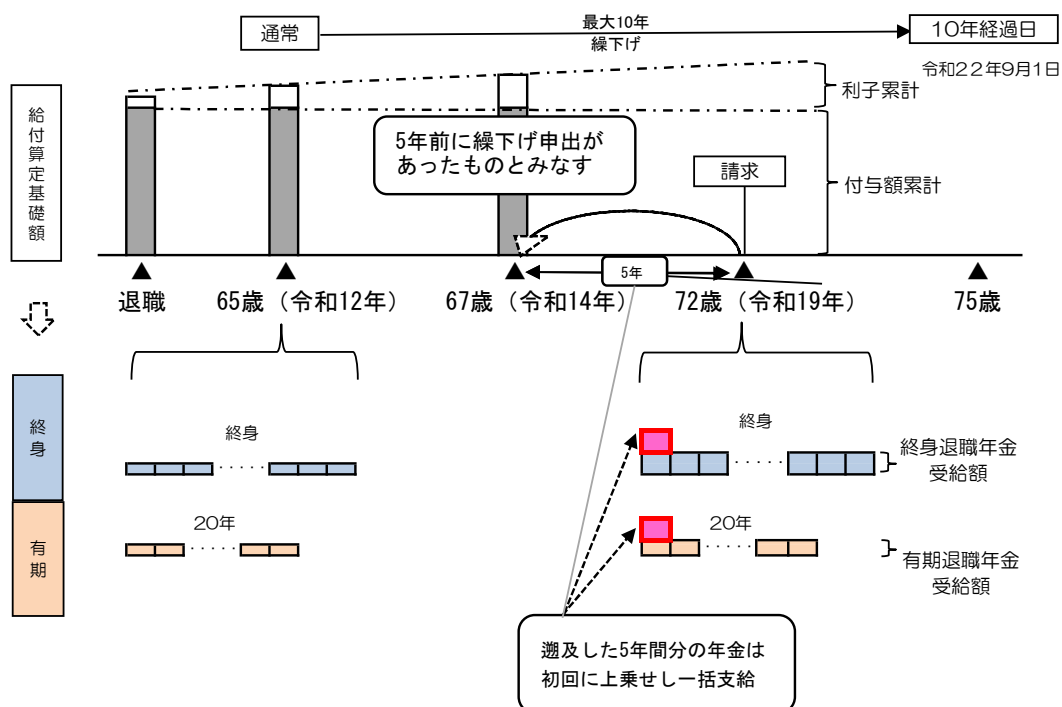 通常
最大10年
繰下げ
10年経過日
令和22年9月1日
利子累計
給付算定基礎額
5年前に繰下げ申出が
あったものとみなす
請求
付与額累計
5年
退職
65歳（令和12年）
67歳（令和14年）
72歳（令和19年）
75歳
終身
終身
‥‥‥
終身
‥‥‥
終身退職年金
受給額
有期
20年
‥‥‥
20年
‥‥‥
有期退職年金
受給額
遡及した5年間分の年金は
初回に上乗せし一括支給